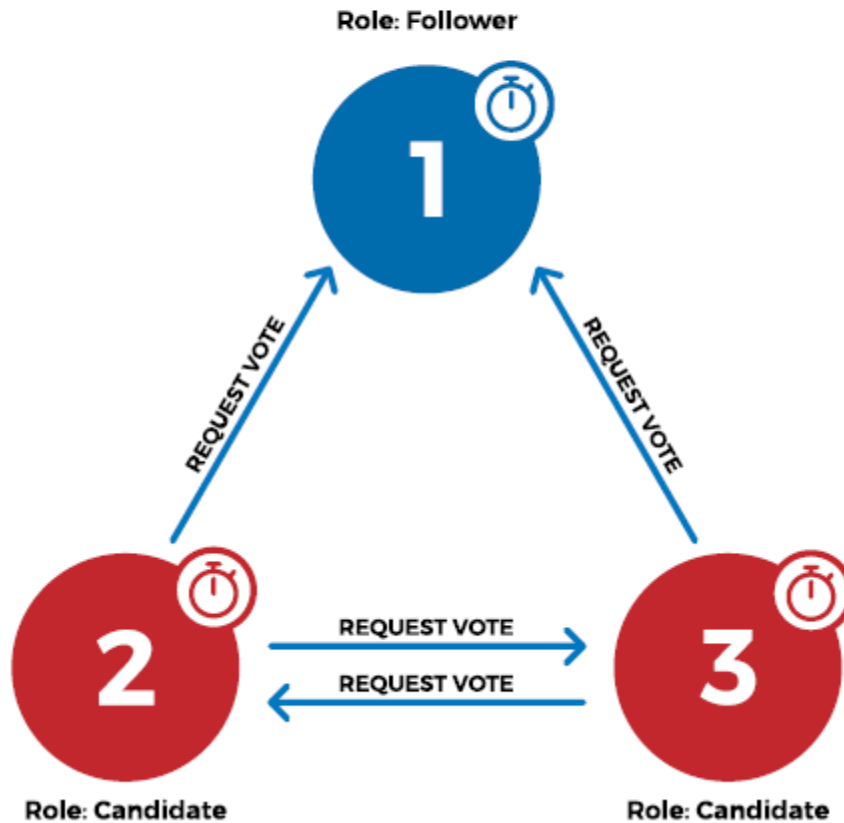 Role: Follower
1
REQUEST VOTE
REQUEST VOTE
2
REQUEST VOTE
REQUEST VOTE
3
Role: Candidate
Role: Candidate